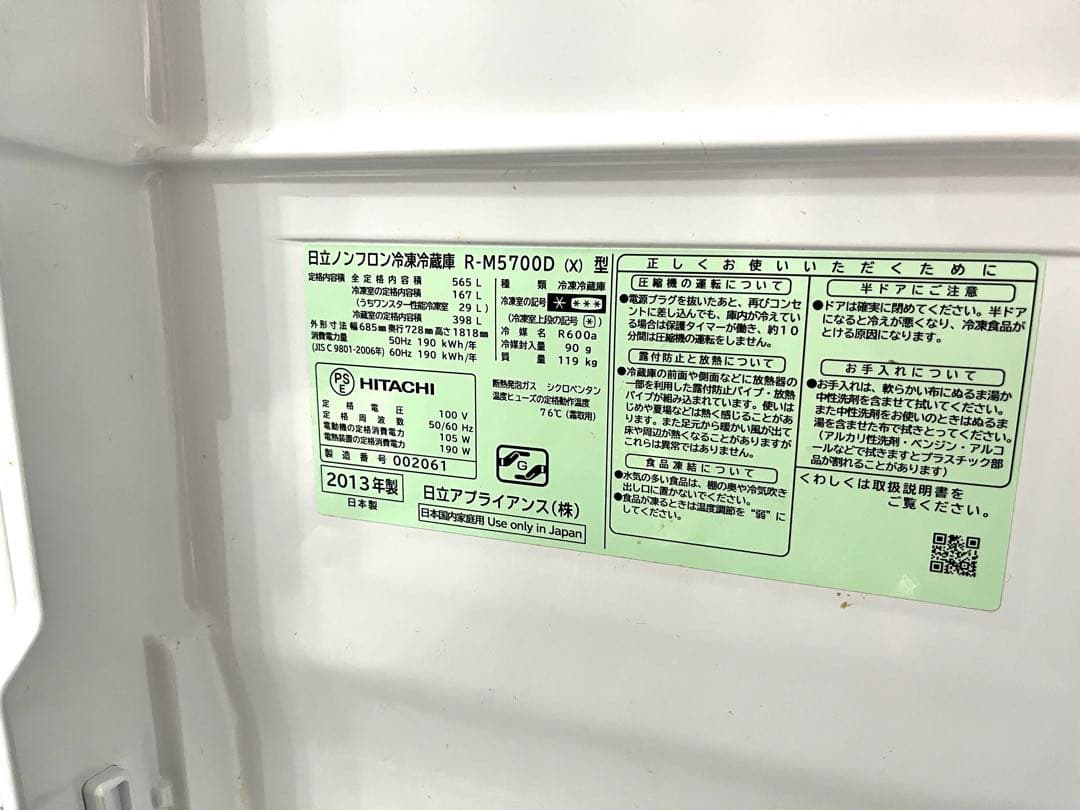 日立ノンフロン冷凍冷蔵庫 R-M5700D (X) 型
定格内容積 全定格内容積 565 L
冷凍室の定格内容積 167 L
(うちワンスター性能冷凍室 29 L)
冷蔵室の定格内容積 398 L
外形寸法 幅685㎜奥行728㎜高さ1818㎜
消費電力量 50Hz 190 kWh/年
(JIS C 9801-2006年) 60Hz 190 kWh/年
種類 冷凍冷蔵庫
冷凍室の記号 * ***
(冷凍室上段の記号 *)
冷媒名 R600a
冷媒封入量 90 g
質量 119 kg
PS E HITACHI
定格電圧 100 V
定格周波数 50/60 Hz
電動機の定格消費電力 105 W
電熱装置の定格消費電力 190 W
製造番号 002061
断熱発泡ガス シクロペンタン
温度ヒューズの定格動作温度
76℃ (霜取用)
G
2013年製
日本製
日立アプライアンス(株)
日本国内家庭用 Use only in Japan
正しくお使いいただくために
圧縮機の運転について
●電源プラグを抜いたあと、再びコンセ
ントに差し込んでも、庫内が冷えてい
る場合は保護タイマーが働き、約10
分間は圧縮機の運転をしません。
露付防止と放熱について
●冷蔵庫の前面や側面などに放熱器の
一部を利用した露付防止パイプ・放熱
パイプが組み込まれています。使いは
じめや夏場などは熱く感じることがあり
ます。また足元から暖かい風が出て
床や周辺が熱くなることがありますが
これらは異常ではありません。
食品凍結について
●水気の多い食品は、棚の奥や冷気吹き
出し口に置かないでください。
●食品が凍るときは温度調節を“弱”に
してください。
半ドアにご注意
●ドアは確実に閉めてください。半ドア
になると冷えが悪くなり、冷凍食品が
とける原因になります。
お手入れについて
●お手入れは、軟らかい布にぬるま湯か
中性洗剤を含ませて拭いてください。
また中性洗剤をお使いのときはぬるま
湯を含ませた布で拭きとってください。
(アルカリ性洗剤・ベンジン・アルコ
ールなどで拭きますとプラスチック部
品が割れることがあります)
くわしくは取扱説明書を
ご覧ください。